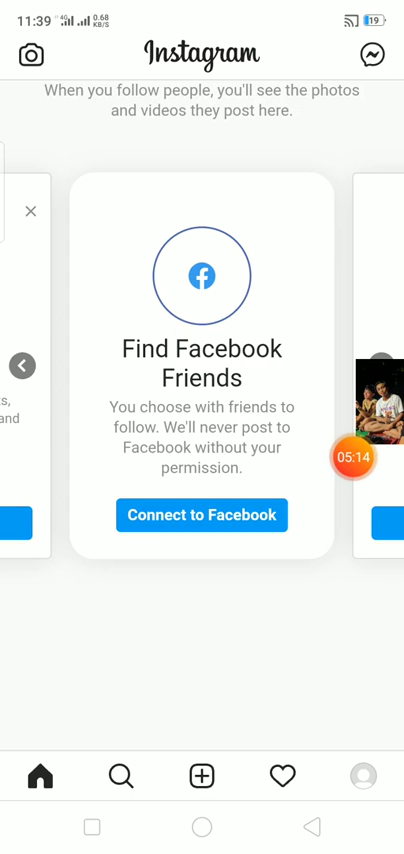 11:39 4G 0.68 KB/S 19
Instagram
When you follow people, you'll see the photos
and videos they post here.
Find Facebook
Friends
You choose with friends to
follow. We'll never post to
Facebook without your
permission.
Connect to Facebook
s,
and
05:14